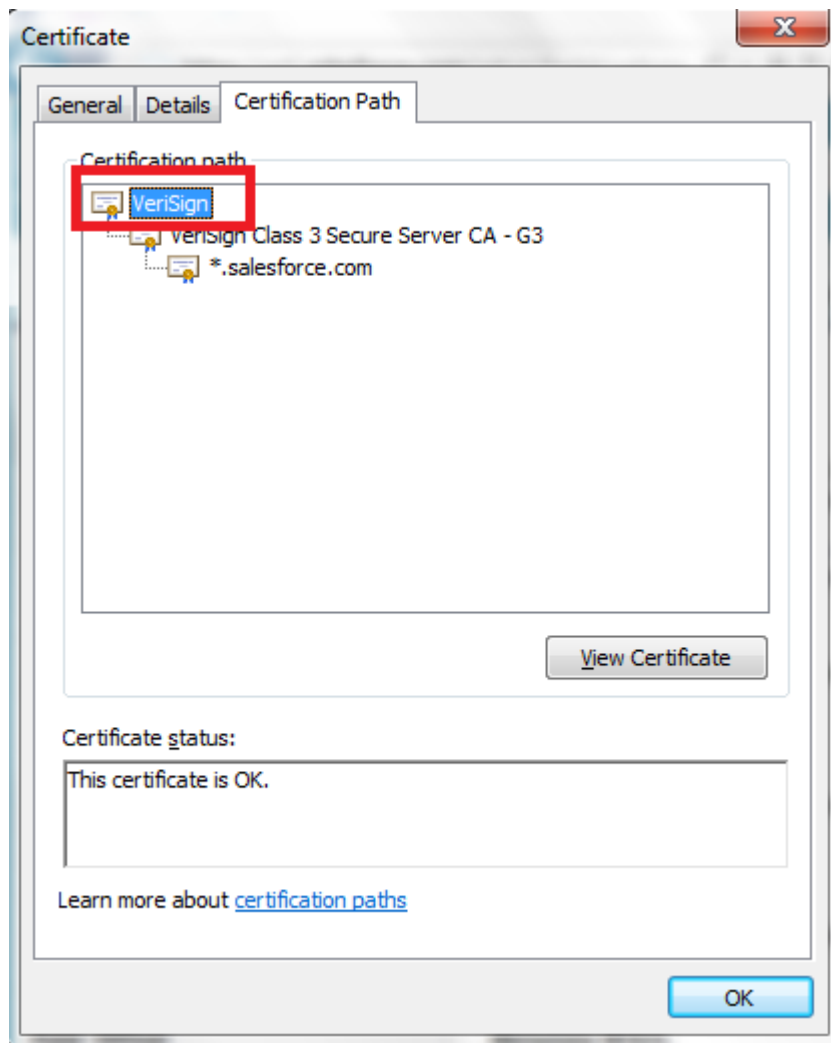 Certificate
General Details Certification Path
Certification path
VeriSign
VeriSign Class 3 Secure Server CA - G3
*.salesforce.com
View Certificate
Certificate status:
This certificate is OK.
Learn more about certification paths
OK